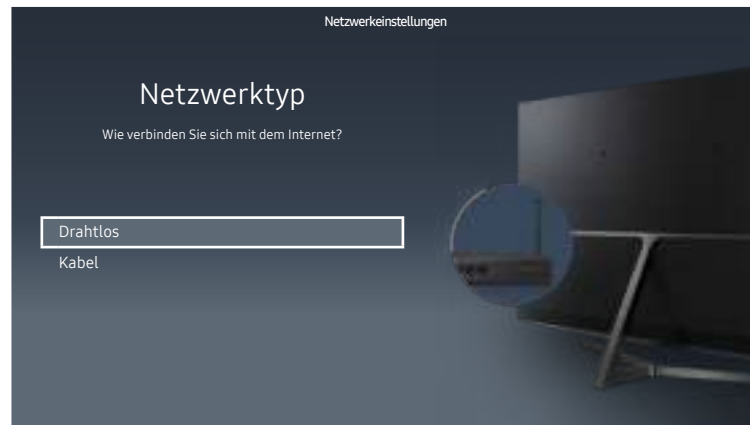 Netzwerkeinstellungen
Netzwerktyp
Wie verbinden Sie sich mit dem Internet?
Drahtlos
Kabel